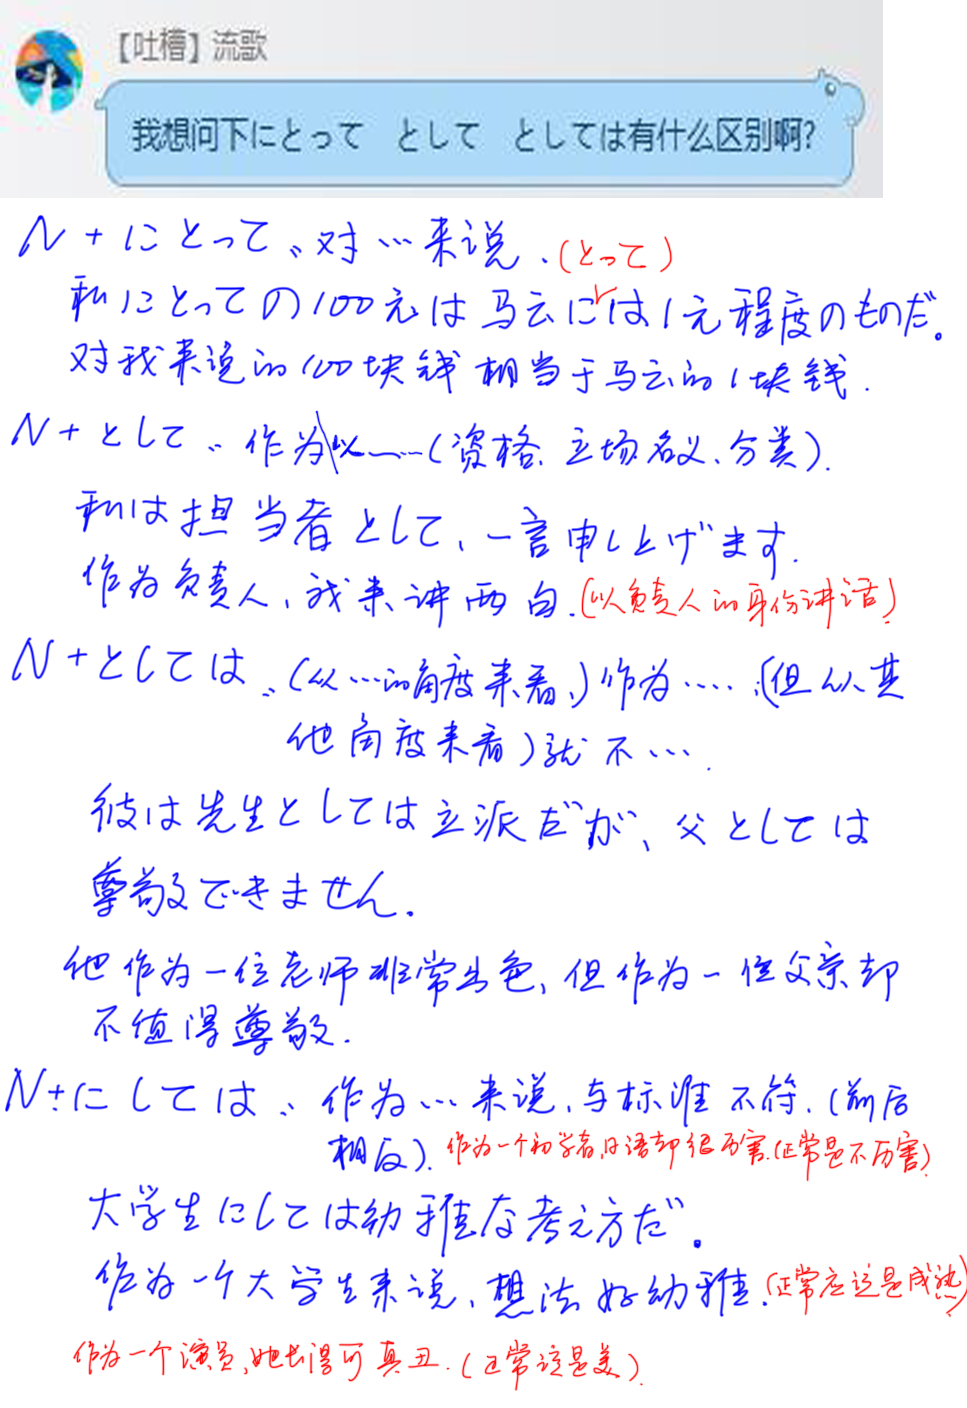 【吐槽】流歌
我想问下にとって　として　としては有什么区别啊?
N+にとって、对…来说.(とって)
私にとっての100元は马云には1元程度のものだ。
对我来说的100块钱相当于马云的1块钱.
N+として、作为\以……(资格、立场.名义、分类).
私は担当者として、一言申し上げます.
作为负责人、我来讲两句.(以负责人的身份讲话)
N+としては、(从…的角度来看、)作为….(但从其
他角度来看)就不….
彼は先生としては立派だが、父としては
尊敬できません。
他作为一位老师非常出色、但作为一位父亲却
不值得尊敬.
N+にしては、作为…来说、与标准不符.(前后
相反).作为一个初学者,日语却很厉害.(正常是不厉害)
大学生にしては幼稚な考え方だ。
作为一个大学生来说、想法好幼稚.(正常应该是成熟)
作为一个演员,她长得可真丑.(正常该是美)